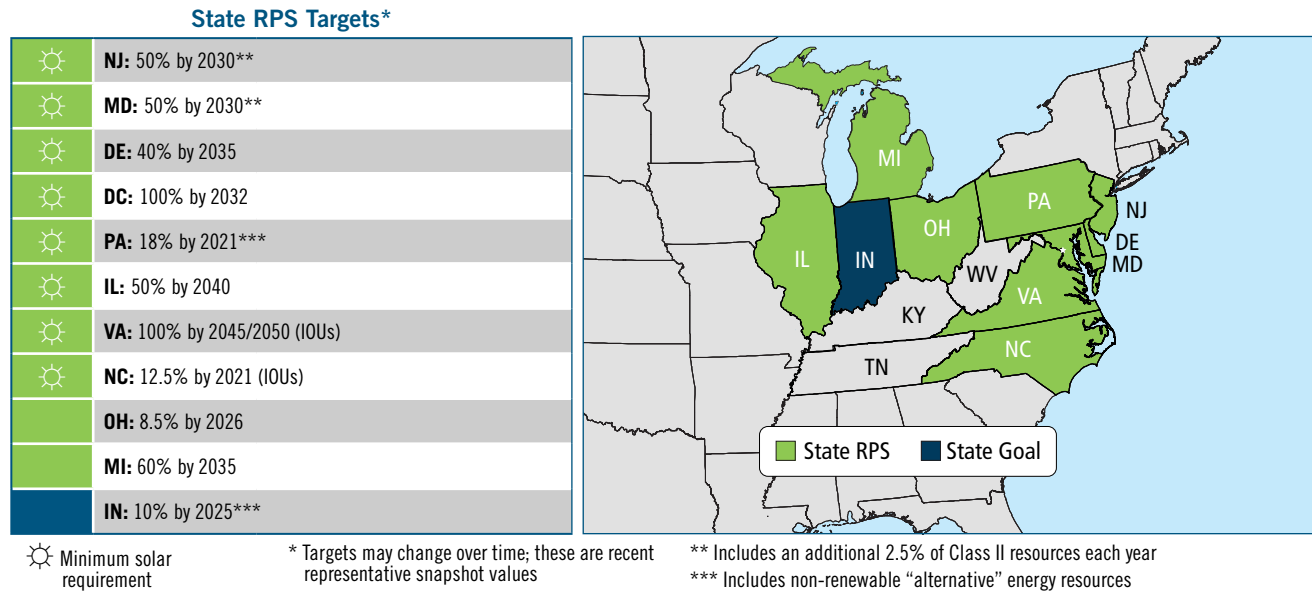 State RPS Targets*
NJ: 50% by 2030**
MD: 50% by 2030**
DE: 40% by 2035
DC: 100% by 2032
PA: 18% by 2021***
IL: 50% by 2040
VA: 100% by 2045/2050 (IOUs)
NC: 12.5% by 2021 (IOUs)
OH: 8.5% by 2026
MI: 60% by 2035
IN: 10% by 2025***
MI
PA
NJ
OH
DE
IL
IN
MD
WV
VA
KY
NC
TN
State RPS
State Goal
Minimum solar
requirement
* Targets may change over time; these are recent
representative snapshot values
** Includes an additional 2.5% of Class II resources each year
*** Includes non-renewable “alternative” energy resources